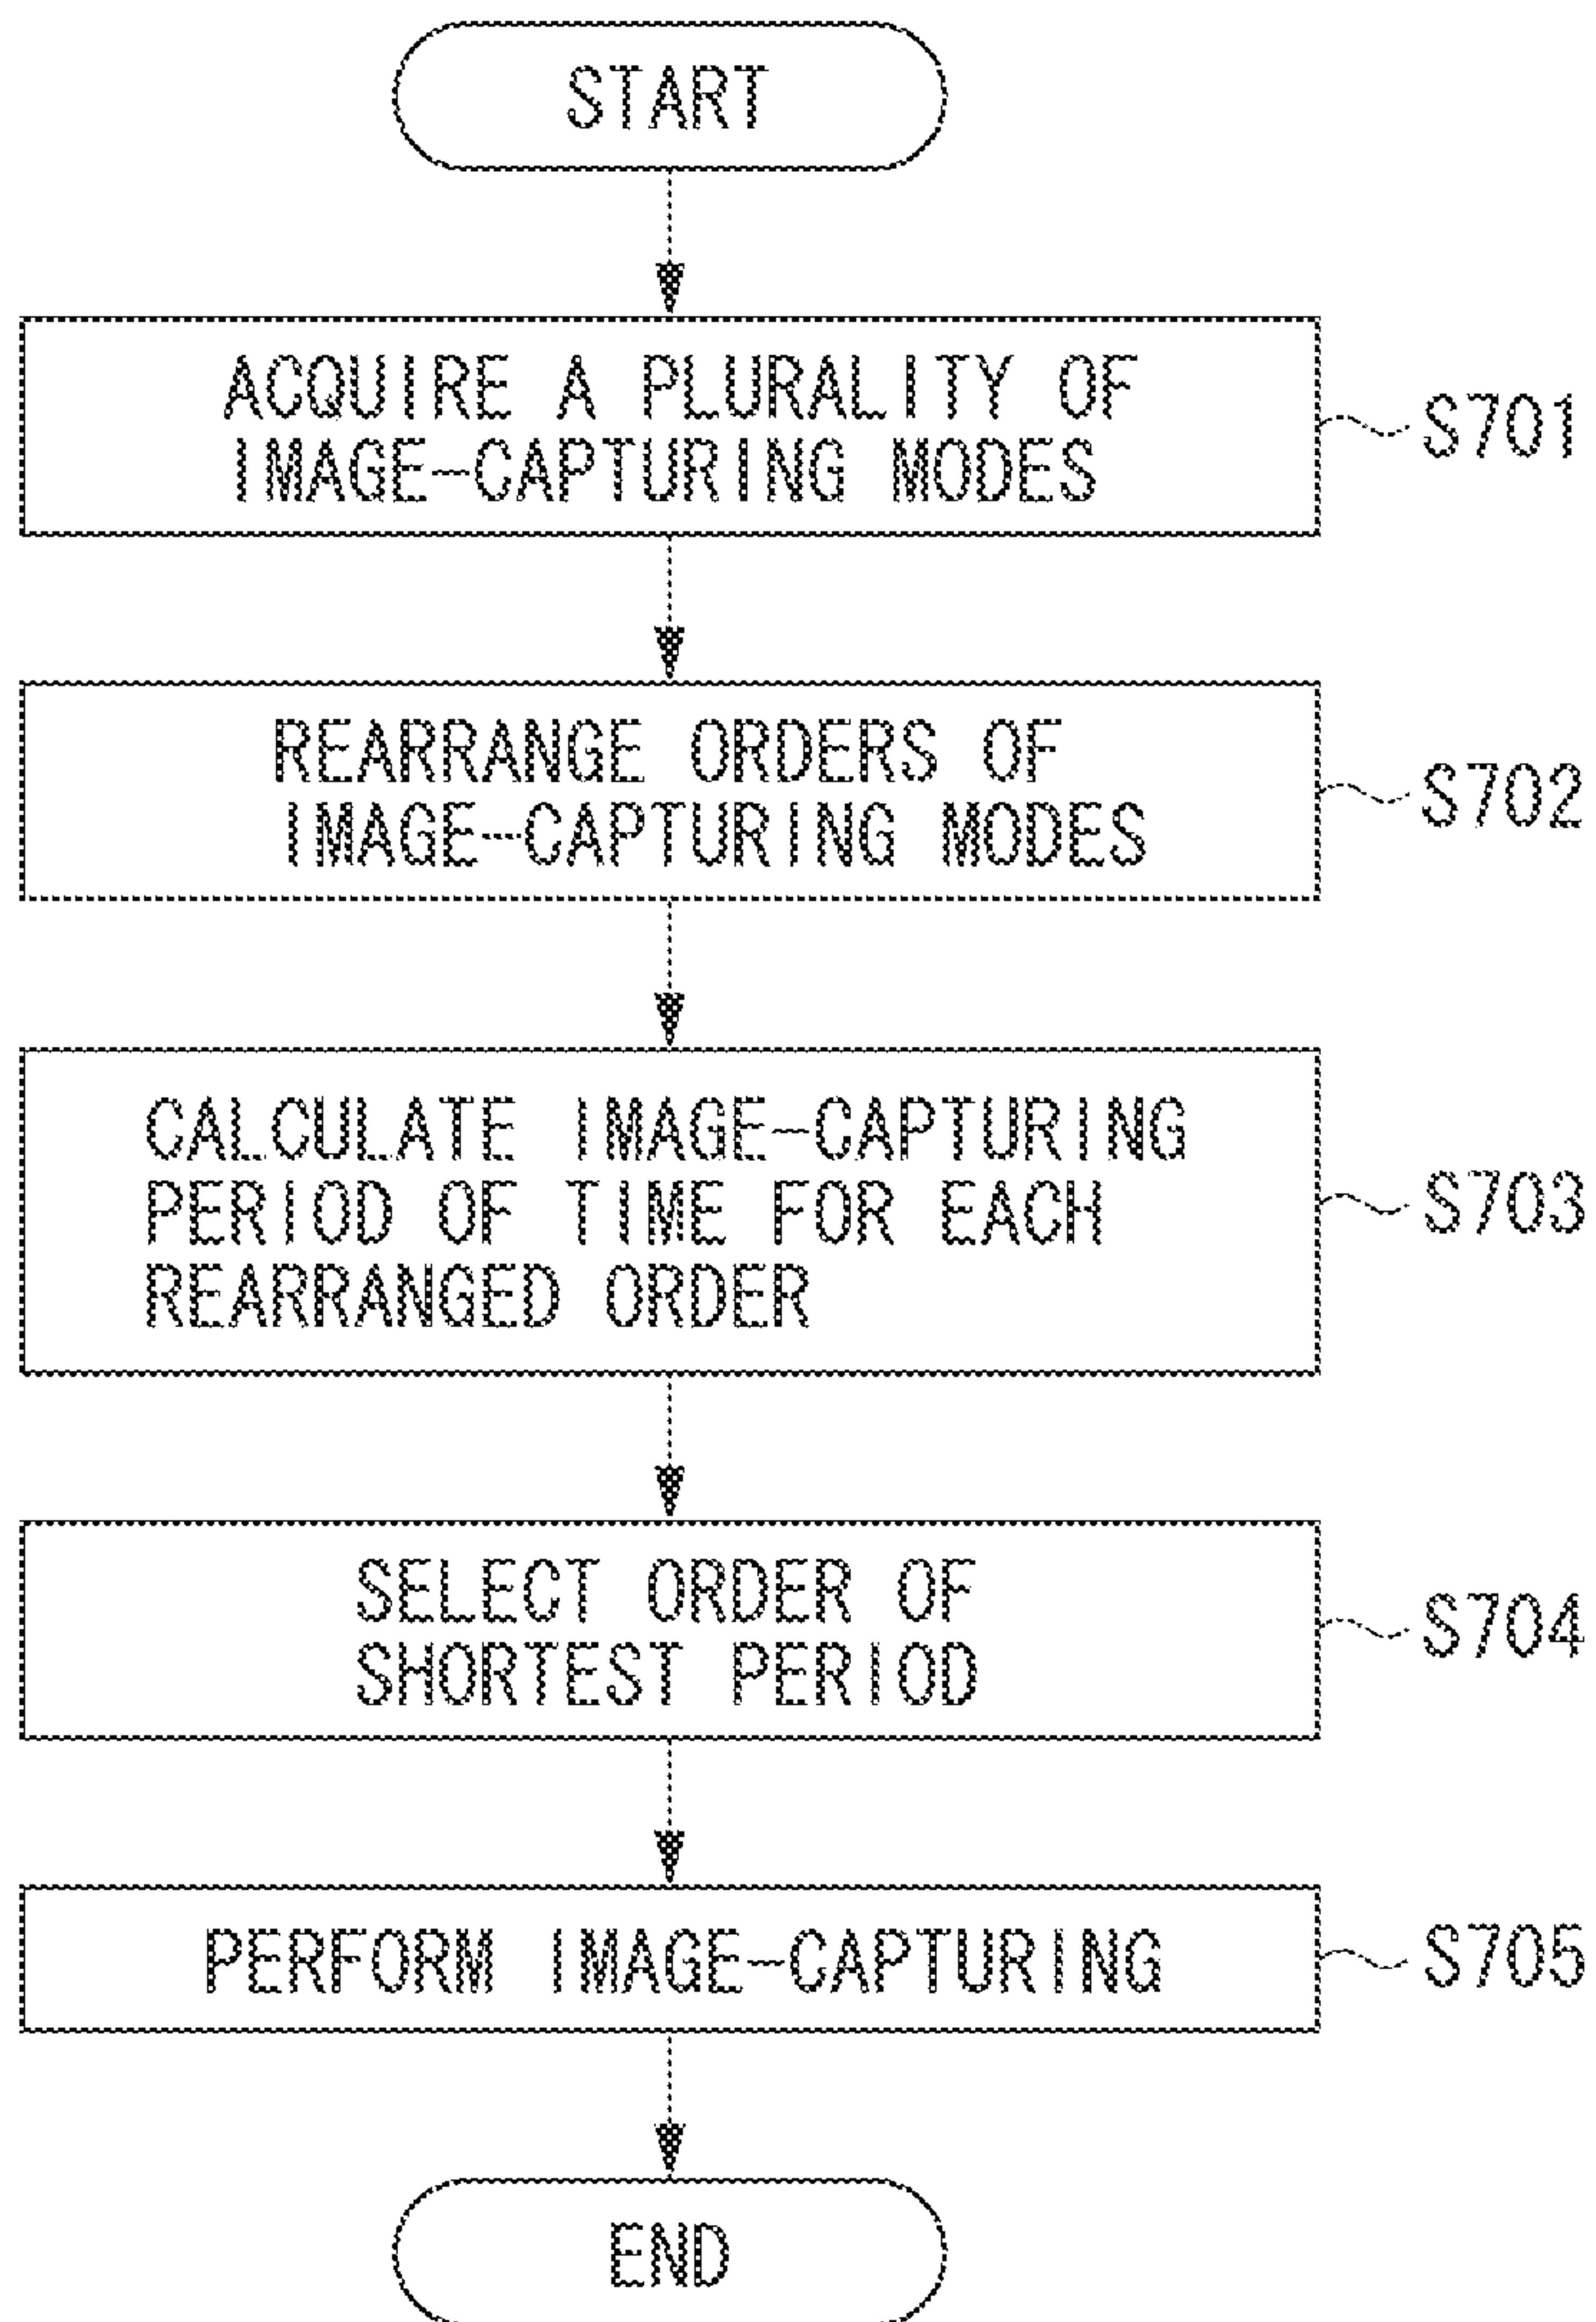 START
ACQUIRE A PLURALITY OF
IMAGE-CAPTURING MODES
S701
REARRANGE ORDERS OF
IMAGE-CAPTURING MODES
S702
CALCULATE IMAGE-CAPTURING
PERIOD OF TIME FOR EACH
REARRANGED ORDER
S703
SELECT ORDER OF
SHORTEST PERIOD
S704
PERFORM IMAGE-CAPTURING
S705
END